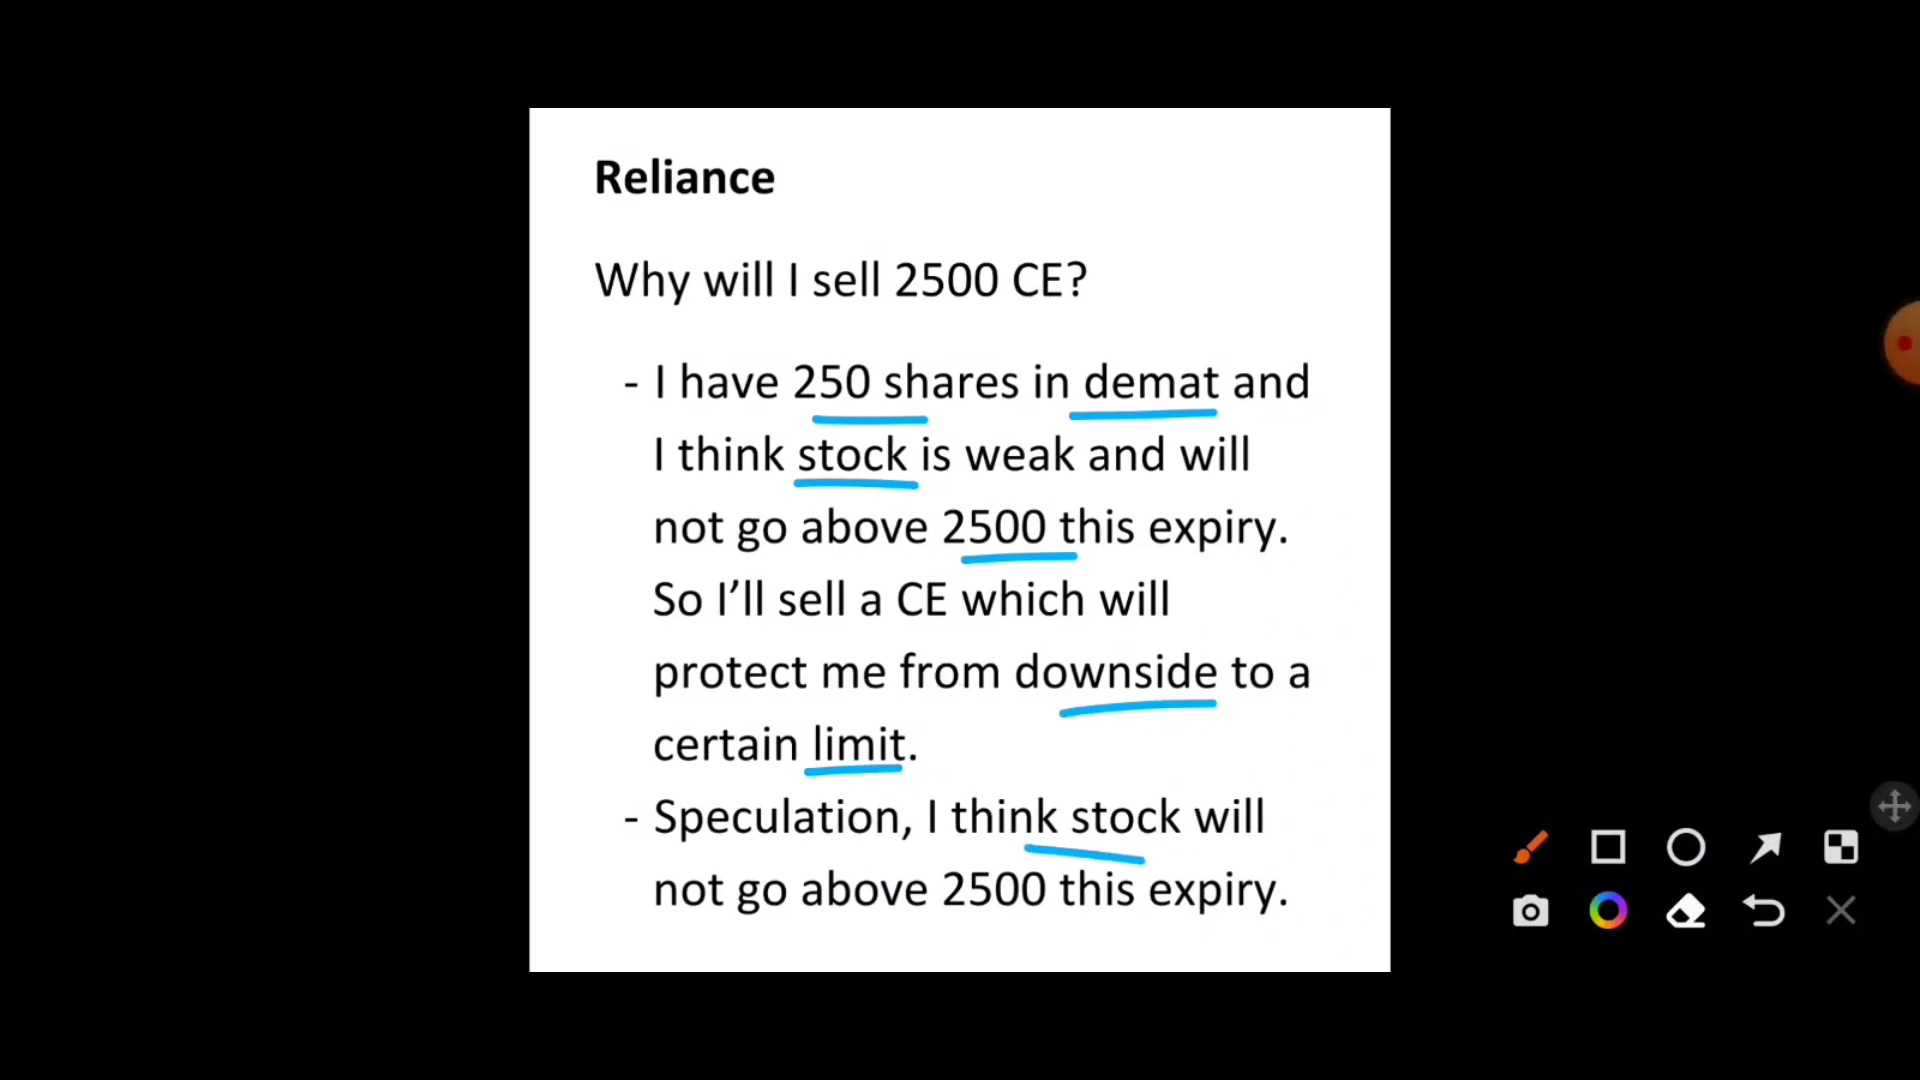 Reliance
Why will I sell 2500 CE?
- I have 250 shares in demat and
I think stock is weak and will
not go above 2500 this expiry.
So I’ll sell a CE which will
protect me from downside to a
certain limit.
- Speculation, I think stock will
not go above 2500 this expiry.